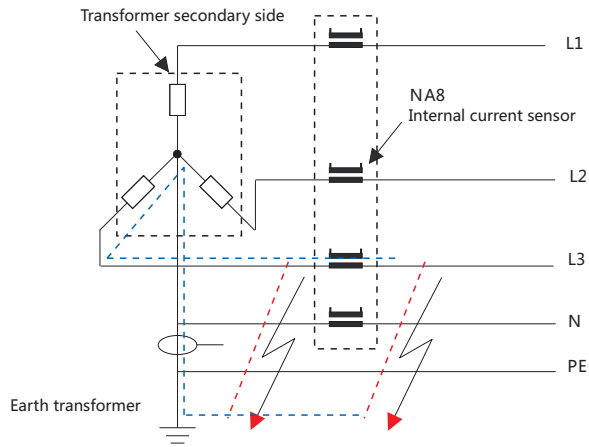 Transformer secondary side
L1
NA8
Internal current sensor
L2
L3
N
PE
Earth transformer